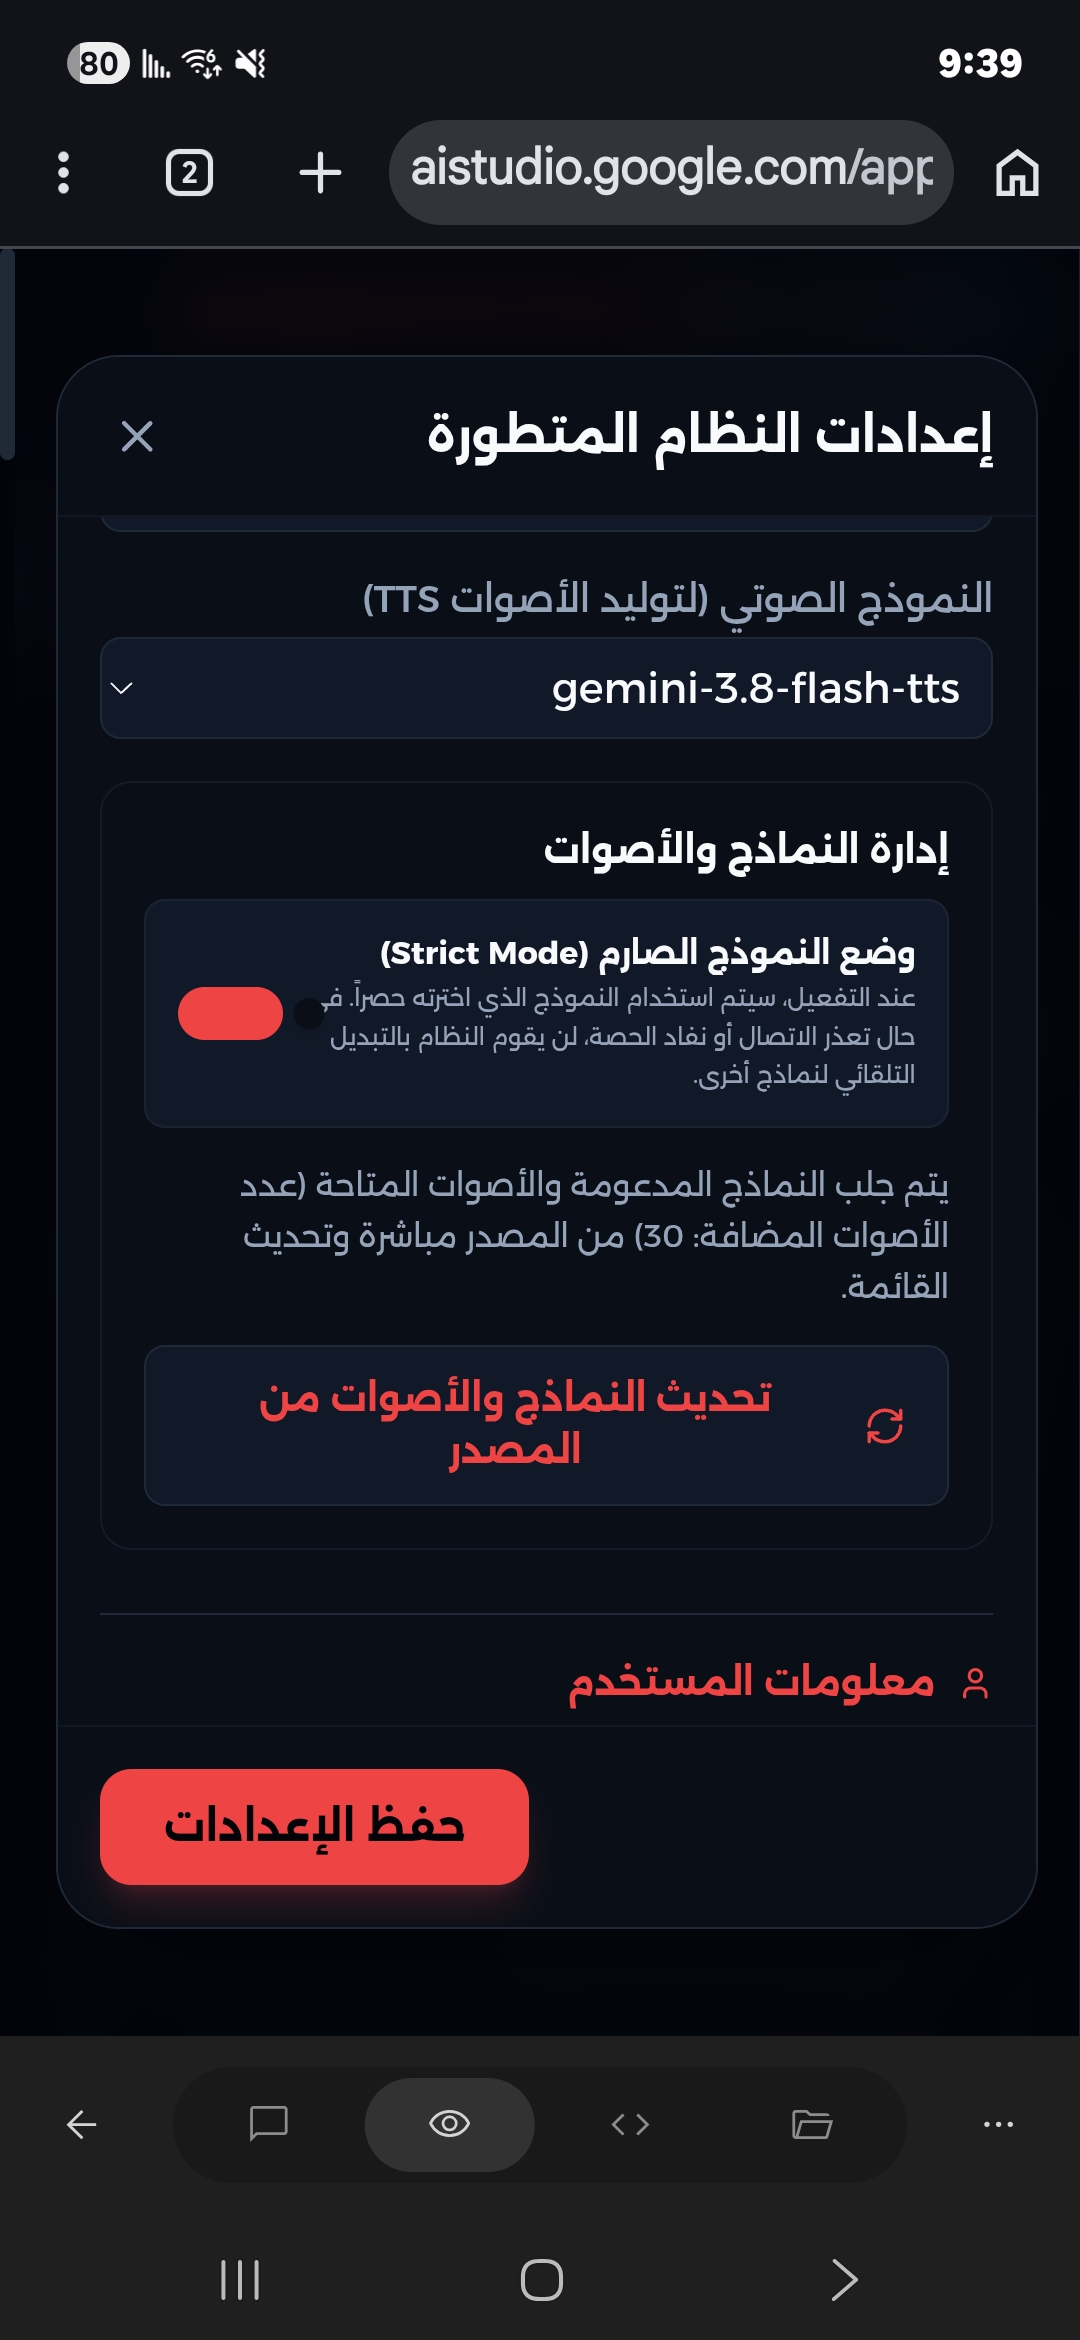 80
9:39
2
aistudio.google.com/app
إعدادات النظام المتطورة
النموذج الصوتي (لتوليد الأصوات TTS)
gemini-3.8-flash-tts
إدارة النماذج والأصوات
وضع النموذج الصارم (Strict Mode)
عند التفعيل، سيتم استخدام النموذج الذي اخترته حصراً. في
حال تعذر الاتصال أو نفاد الحصة، لن يقوم النظام بالتبديل
التلقائي لنماذج أخرى.
يتم جلب النماذج المدعومة والأصوات المتاحة (عدد
الأصوات المضافة: 30) من المصدر مباشرة وتحديث
القائمة.
تحديث النماذج والأصوات من
المصدر
معلومات المستخدم
حفظ الإعدادات